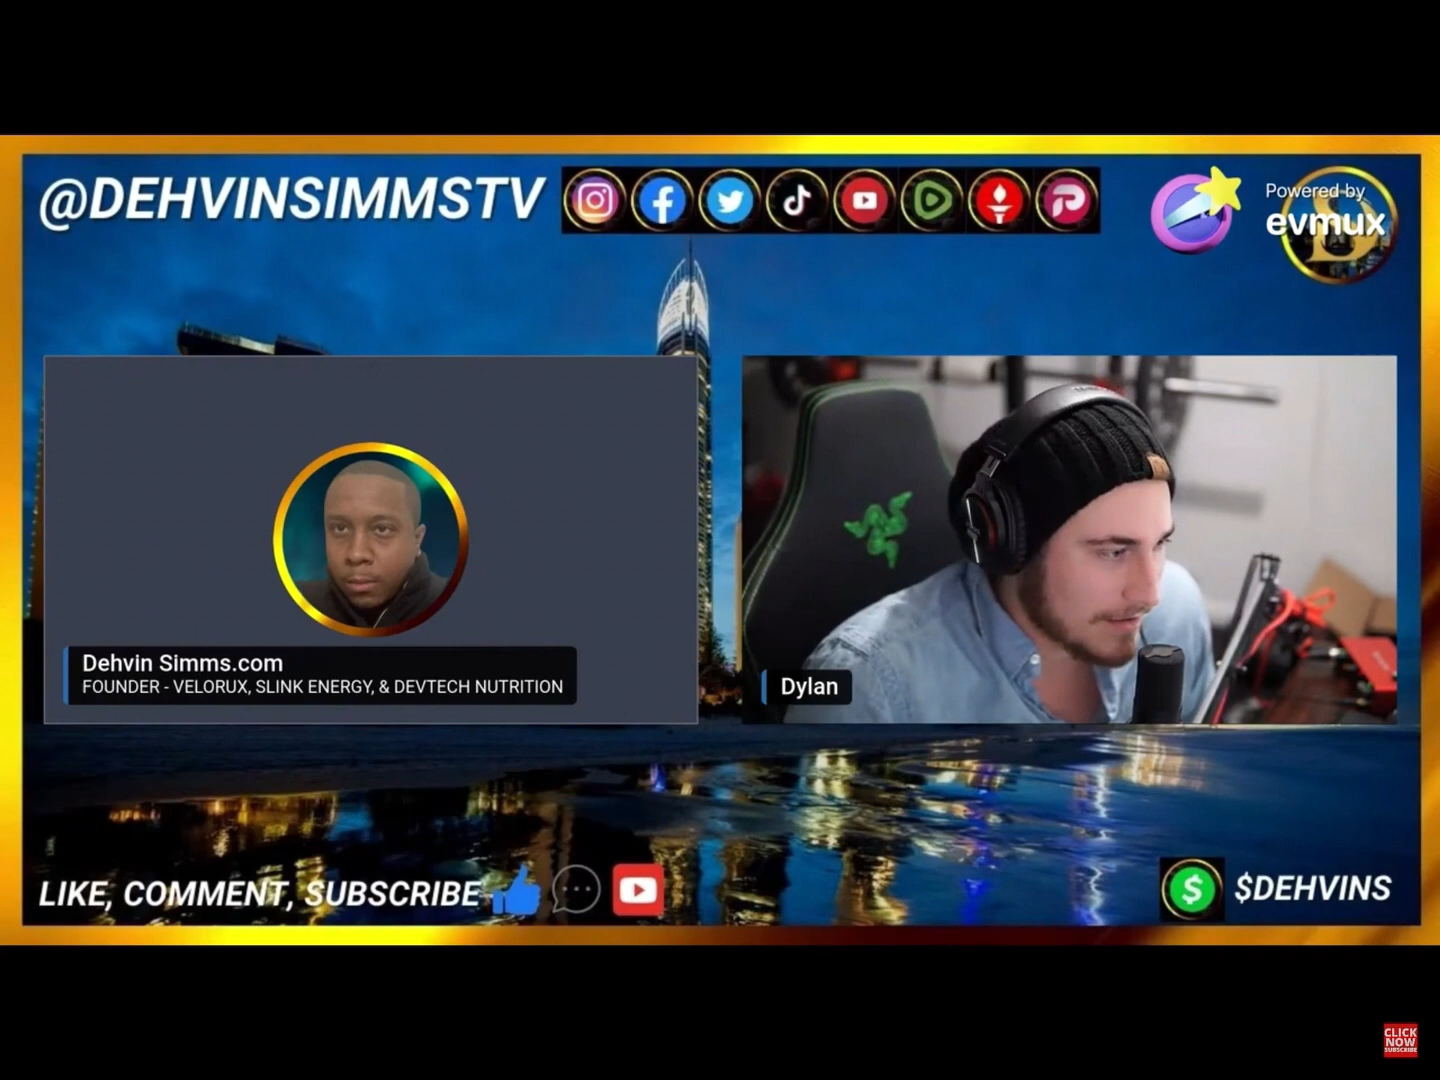 @DEHVINSIMMSTV
Powered by
evmux
Dehvin Simms.com
FOUNDER - VELORUX, SLINK ENERGY, & DEVTECH NUTRITION
Dylan
LIKE, COMMENT, SUBSCRIBE
$DEHVINS
CLICK
NOW
SUBSCRIBE